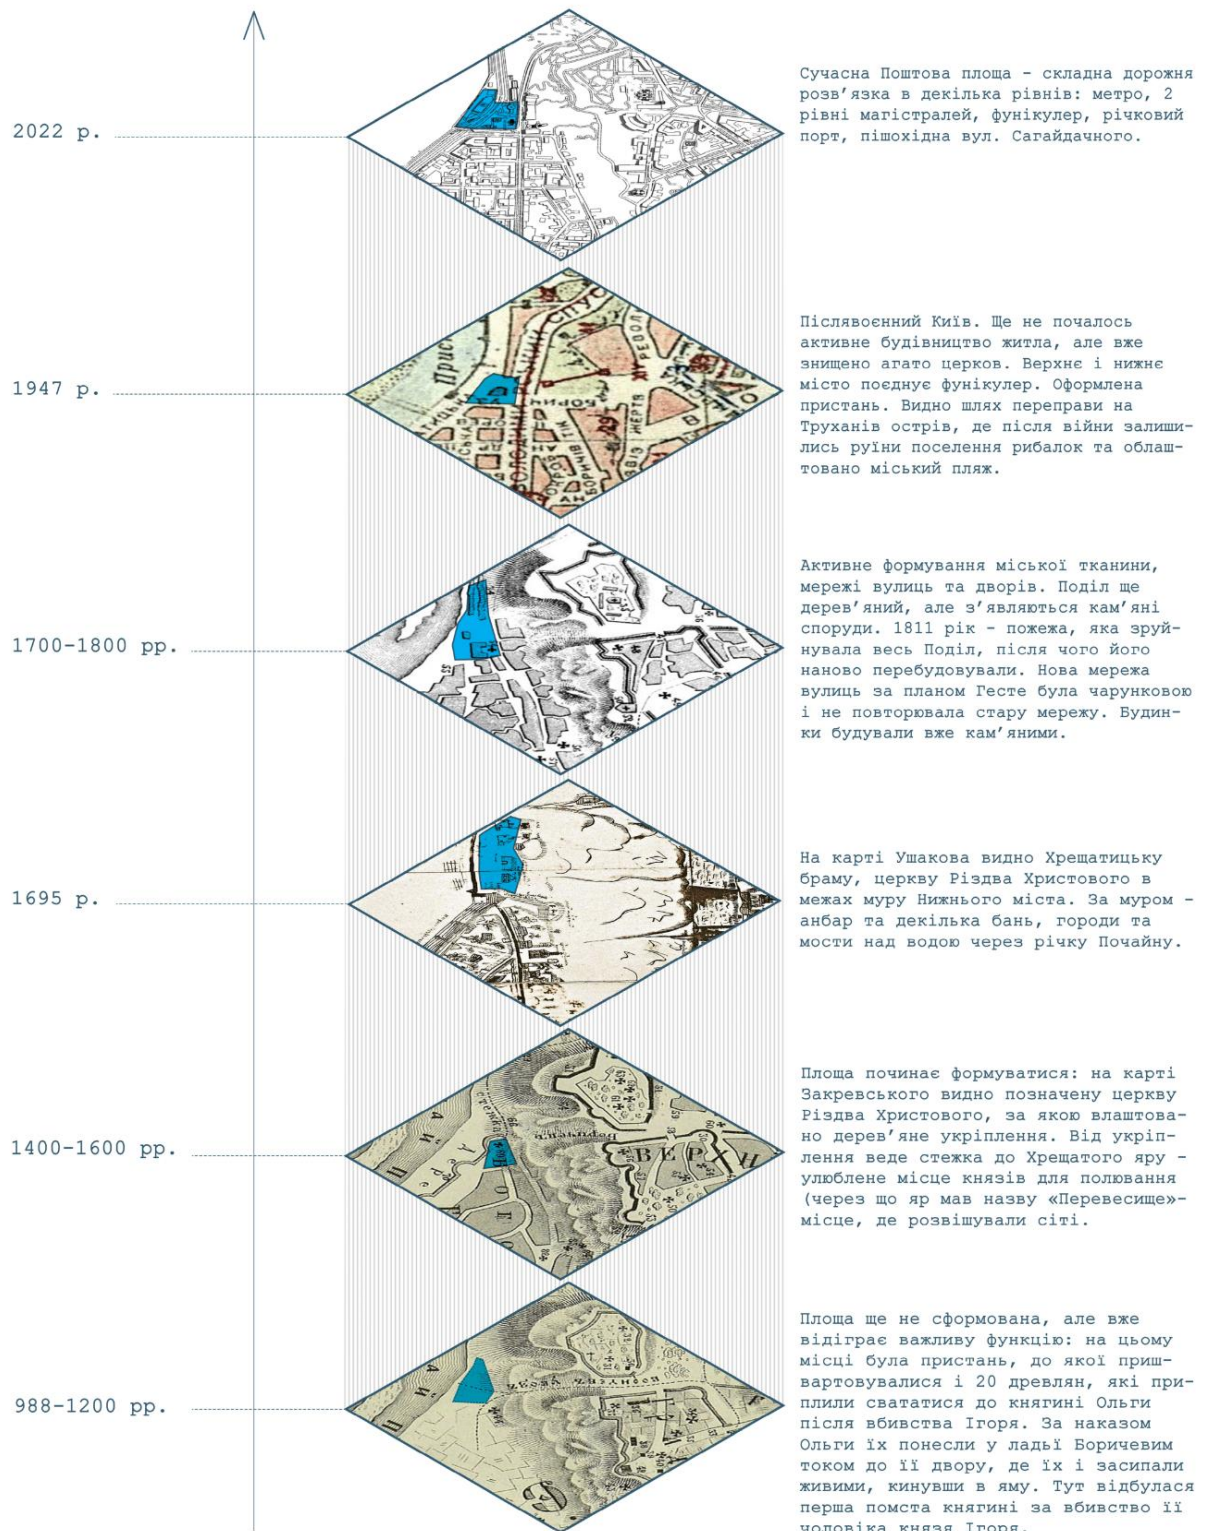 2022 р.
Сучасна Поштова площа – складна дорожня
розв'язка в декілька рівнів: метро, 2
рівні магістралей, фунікулер, річковий
порт, пішохідна вул. Сагайдачного.
1947 р.
Післявоєнний Київ. Ще не почалось
активне будівництво житла, але вже
знищено агато церков. Верхнє і нижнє
місто поєднує фунікулер. Оформлена
пристань. Видно шлях переправи на
Труханів острів, де після війни залиши-
лись руїни поселення рибалок та облаш-
товано міський пляж.
Прис
СПУС
БОРИЧ
29
1700-1800 рр.
Активне формування міської тканини,
мережі вулиць та дворів. Поділ ще
дерев'яний, але з'являються кам'яні
споруди. 1811 рік – пожежа, яка зруй-
нувала весь Поділ, після чого його
наново перебудовували. Нова мережа
вулиць за планом Гесте була чарунковою
і не повторювала стару мережу. Будин-
ки будували вже кам'яними.
1695 р.
На карті Ушакова видно Хрещатицьку
браму, церкву Різдва Христового в
межах муру Нижнього міста. За муром –
анбар та декілька бань, городи та
мости над водою через річку Почайну.
1400-1600 рр.
Площа починає формуватися: на карті
Закревського видно позначену церкву
Різдва Христового, за якою влаштова-
но дерев'яне укріплення. Від укріп-
лення веде стежка до Хрещатого яру –
улюблене місце князів для полювання
(через що яр мав назву «Перевесище»–
місце, де розвішували сіті.
стежка
ВЕРХН
988-1200 рр.
Площа ще не сформована, але вже
відіграє важливу функцію: на цьому
місці була пристань, до якої приш-
вартовувалися і 20 древлян, які при-
плили свататися до княгині Ольги
після вбивства Ігоря. За наказом
Ольги їх понесли у ладьї Боричевим
током до її двору, де їх і засипали
живими, кинувши в яму. Тут відбулася
перша помста княгині за вбивство її
чоловіка князя Ігоря.